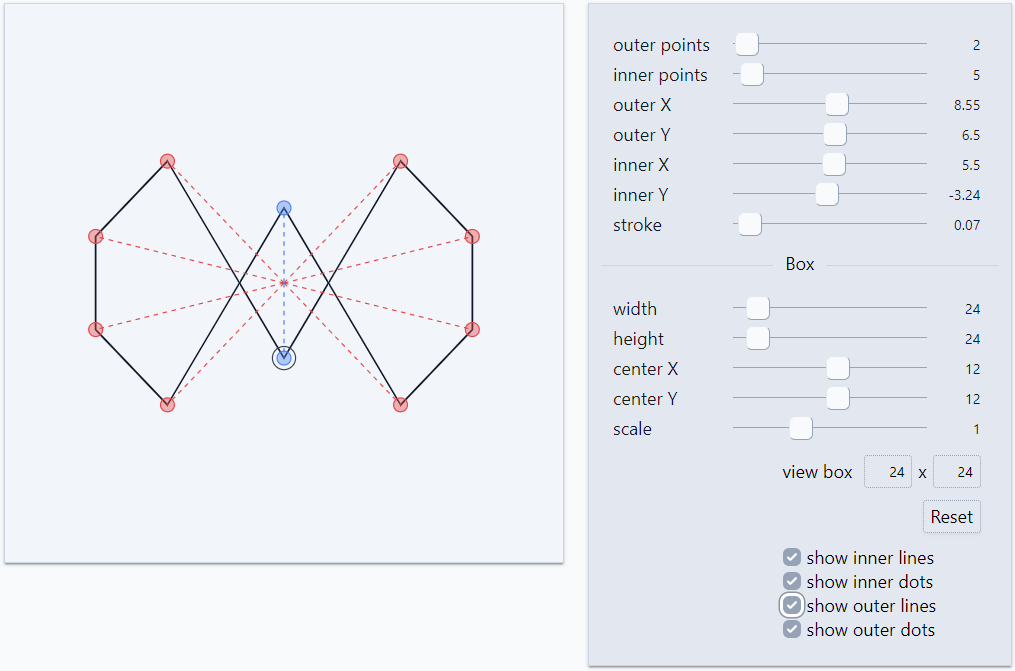 outer points 2
inner points 5
outer X 8.55
outer Y 6.5
inner X 5.5
inner Y -3.24
stroke 0.07
Box
width 24
height 24
center X 12
center Y 12
scale 1
view box 24 x 24
Reset
show inner lines
show inner dots
show outer lines
show outer dots